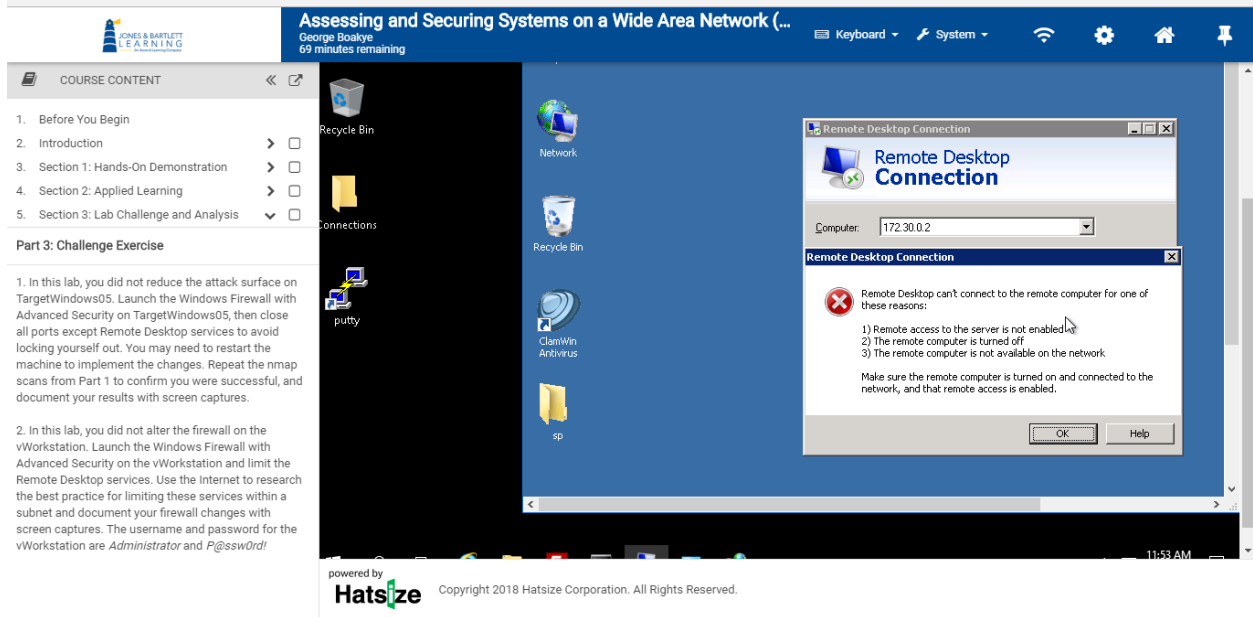 JONES & BARTLETT
LEARNING
Assessing and Securing Systems on a Wide Area Network (...
George Boakye
69 minutes remaining
Keyboard
System
COURSE CONTENT
1. Before You Begin
2. Introduction
3. Section 1: Hands-On Demonstration
4. Section 2: Applied Learning
5. Section 3: Lab Challenge and Analysis
Part 3: Challenge Exercise
1. In this lab, you did not reduce the attack surface on
TargetWindows05. Launch the Windows Firewall with
Advanced Security on TargetWindows05, then close
all ports except Remote Desktop services to avoid
locking yourself out. You may need to restart the
machine to implement the changes. Repeat the nmap
scans from Part 1 to confirm you were successful, and
document your results with screen captures.
2. In this lab, you did not alter the firewall on the
vWorkstation. Launch the Windows Firewall with
Advanced Security on the vWorkstation and limit the
Remote Desktop services. Use the Internet to research
the best practice for limiting these services within a
subnet and document your firewall changes with
screen captures. The username and password for the
vWorkstation are Administrator and P@ssw0rd!
Recycle Bin
Connections
putty
Network
Recycle Bin
ClamWin
Antivirus
sp
Remote Desktop Connection
Remote Desktop
Connection
Computer: 172.30.0.2
Remote Desktop Connection
Remote Desktop can't connect to the remote computer for one of
these reasons:
1) Remote access to the server is not enabled
2) The remote computer is turned off
3) The remote computer is not available on the network
Make sure the remote computer is turned on and connected to the
network, and that remote access is enabled.
OK
Help
11:53 AM
powered by
Hatsize
Copyright 2018 Hatsize Corporation. All Rights Reserved.